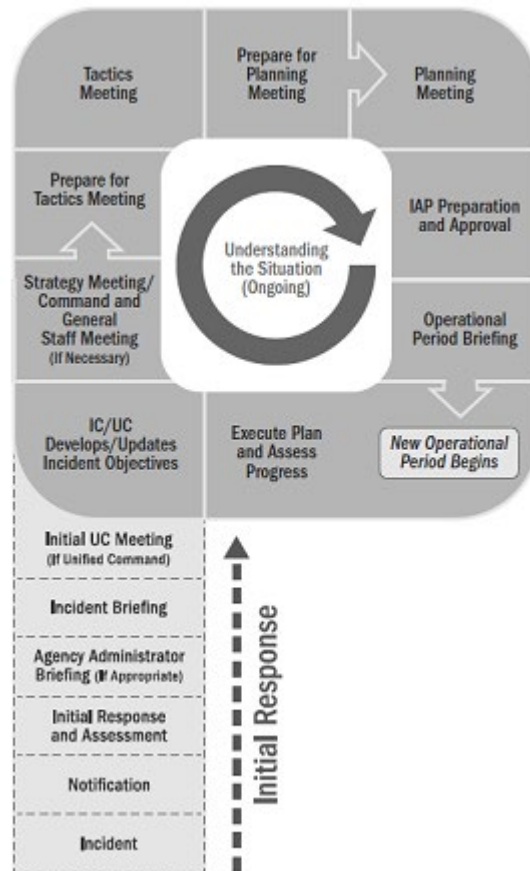 Tactics
Meeting
Prepare for
Planning
Meeting
Planning
Meeting
Prepare for
Tactics Meeting
Understanding
the Situation
(Ongoing)
IAP Preparation
and Approval
Strategy Meeting/
Command and
General
Staff Meeting
(If Necessary)
Operational
Period Briefing
IC/UC
Develops/Updates
Incident Objectives
Execute Plan
and Assess
Progress
New Operational
Period Begins
Initial UC Meeting
(If Unified Command)
Incident Briefing
Agency Administrator
Briefing (If Appropriate)
Initial Response
and Assessment
Notification
Incident
Initial Response